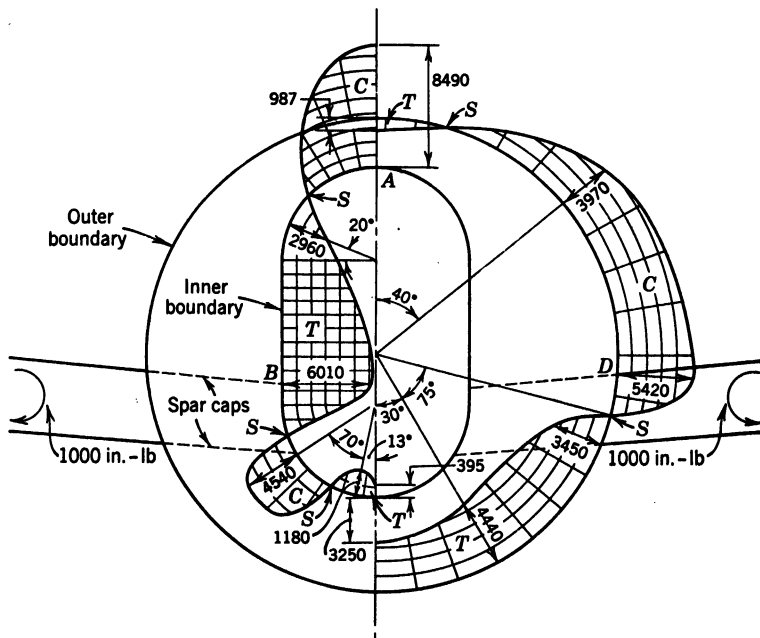 C
8490
987
T
S
A
S
3970
Outer
boundary
20°
2960
Inner
boundary
40°
C
T
B
6010
D
5420
75°
Spar caps
30°
S
S
70°
13°
3450
1000 in.-lb
395
1000 in.-lb
4540
C
S
T
4440
1180
T
3250